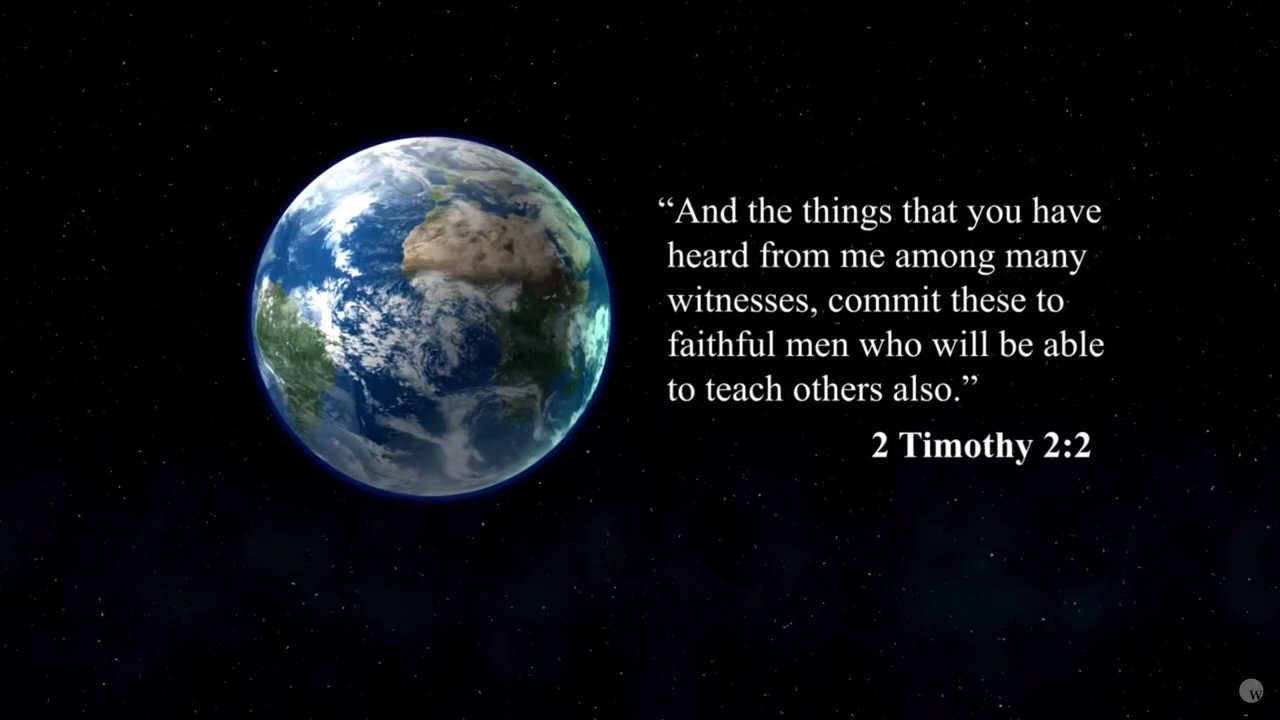 “And the things that you have
heard from me among many
witnesses, commit these to
faithful men who will be able
to teach others also.”
2 Timothy 2:2
W